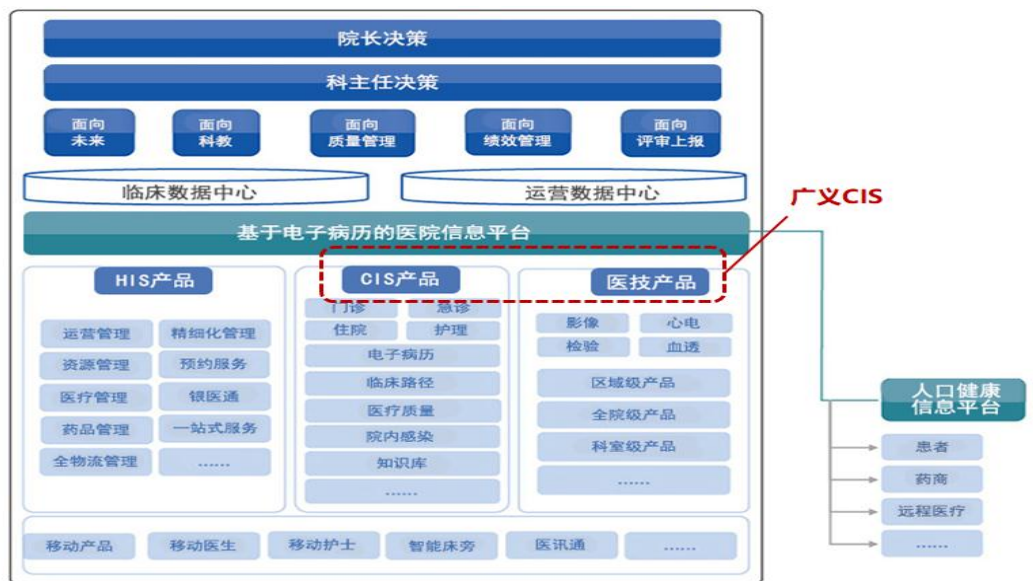 院长决策
科主任决策
面向
未来
面向
科教
面向
质量管理
面向
绩效管理
面向
评审上报
临床数据中心
运营数据中心
广义CIS
基于电子病历的医院信息平台
HIS产品
运营管理
精细化管理
资源管理
预约服务
医疗管理
银医通
药品管理
一站式服务
全物流管理
......
CIS产品
门诊
急诊
住院
护理
电子病历
临床路径
医疗质量
院内感染
知识库
......
医技产品
影像
心电
检验
血透
区域级产品
全院级产品
科室级产品
......
人口健康
信息平台
患者
药商
远程医疗
......
移动产品
移动医生
移动护士
智能床旁
医讯通
......